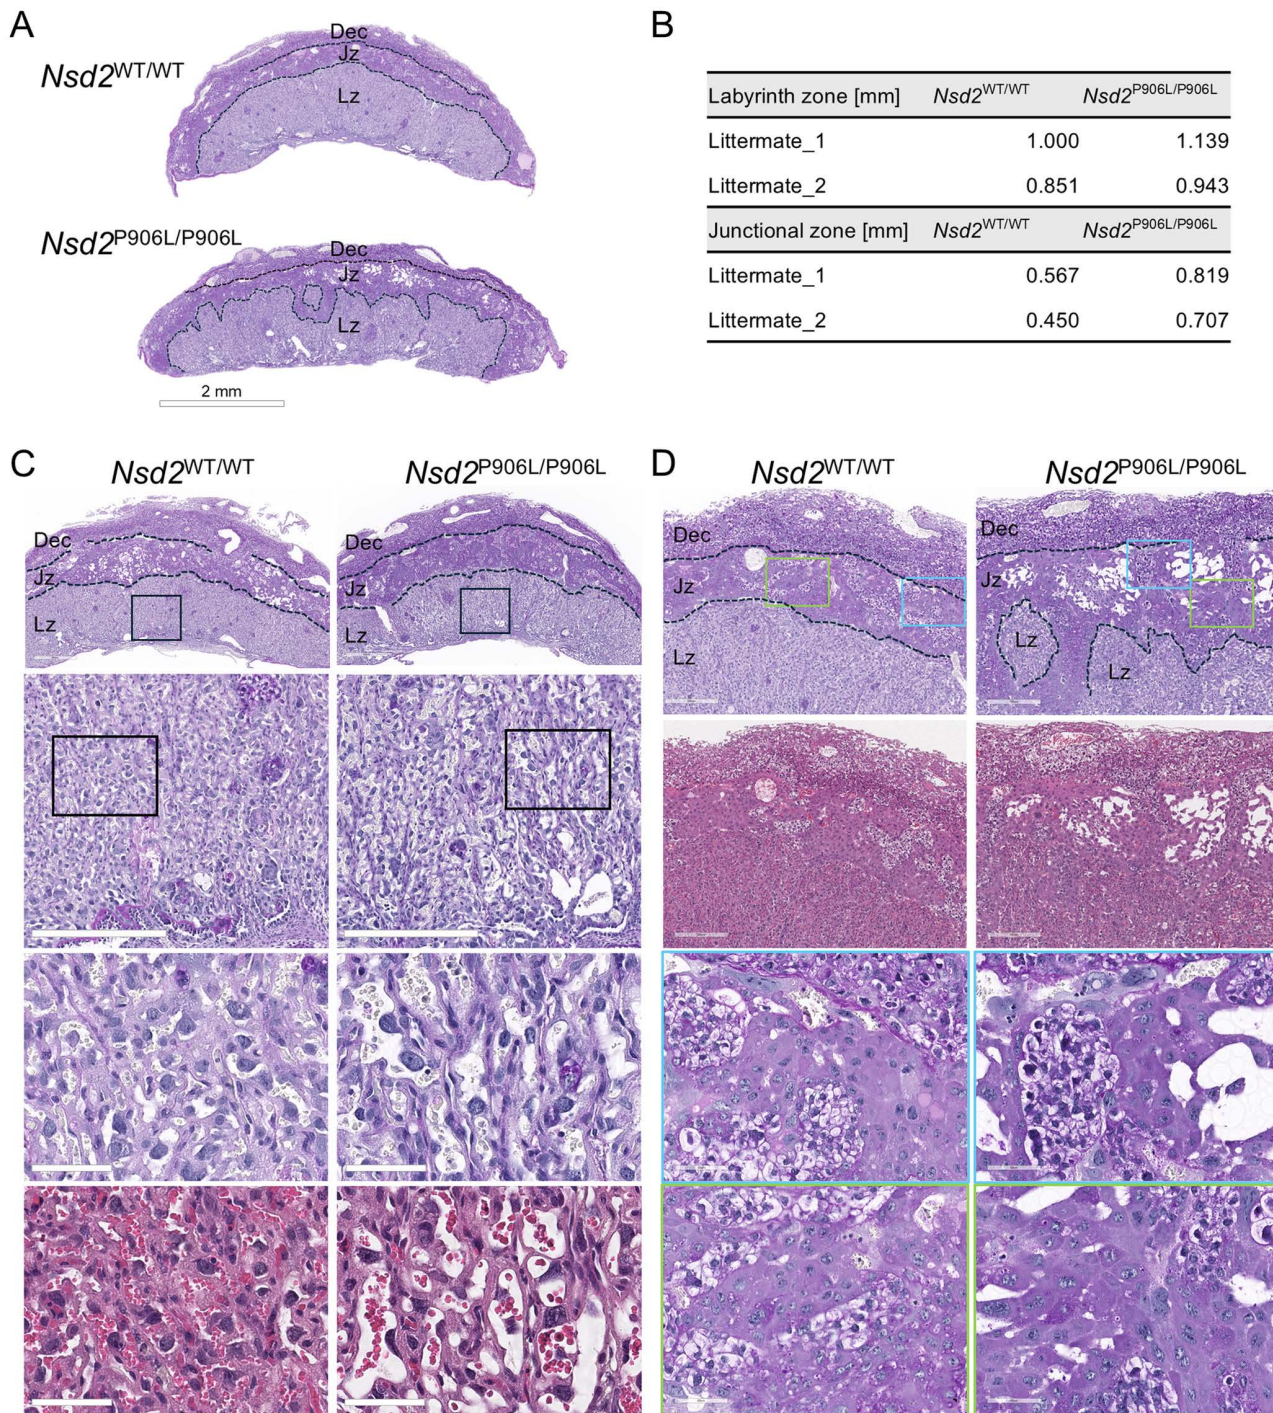 A
B
Nsd2WT/WT
Dec
Jz
Lz
Nsd2P906L/P906L
Dec
Jz
Lz
2 mm
Labyrinth zone [mm] Nsd2WT/WT Nsd2P906L/P906L
Littermate_1 1.000 1.139
Littermate_2 0.851 0.943
Junctional zone [mm] Nsd2WT/WT Nsd2P906L/P906L
Littermate_1 0.567 0.819
Littermate_2 0.450 0.707
C
Nsd2WT/WT Nsd2P906L/P906L
Dec Dec
Jz Jz
Lz Lz
D
Nsd2WT/WT Nsd2P906L/P906L
Dec Dec
Jz Jz
Lz Lz Lz